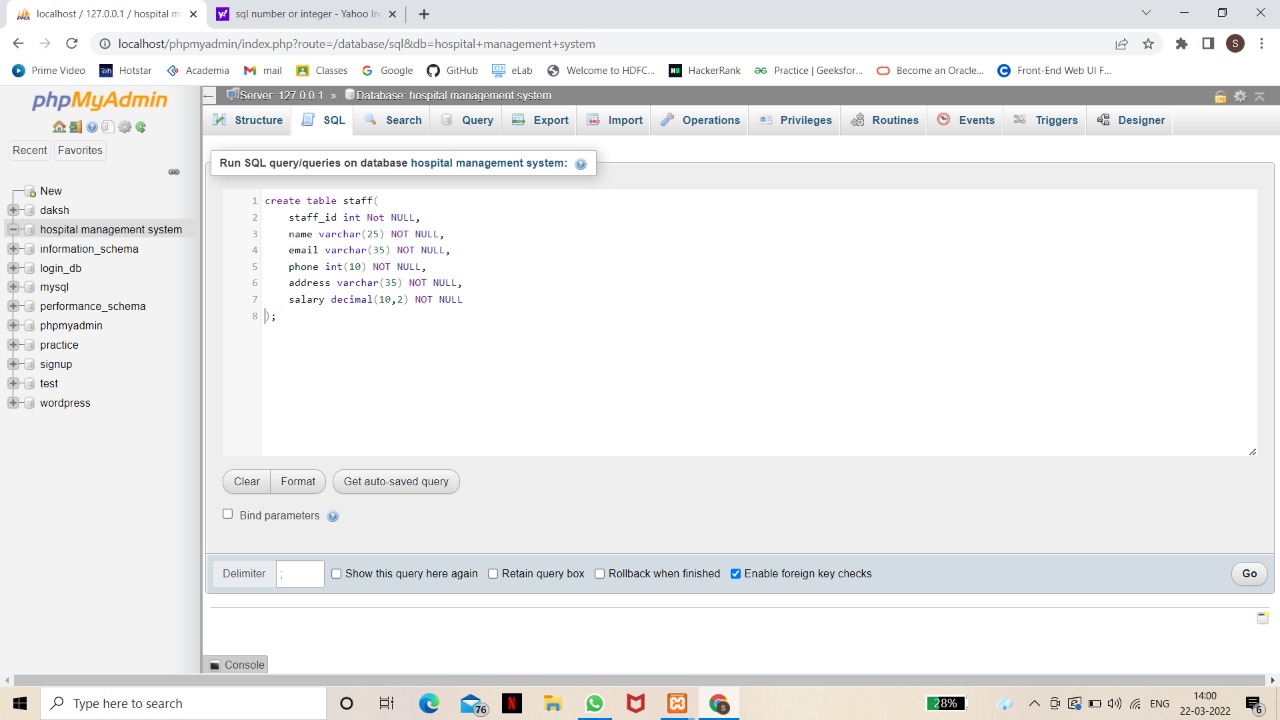 localhost / 127.0.0.1 / hospital m
sql number or integer - Yahoo In
localhost/phpmyadmin/index.php?route=/database/sql&db=hospital+management+system
S
Prime Video Hotstar Academia mail Classes Google GitHub eLab Welcome to HDFC... HackerRank Practice | Geeksfor... Become an Oracle... Front-End Web UI F...
phpMyAdmin
Recent Favorites
New
daksh
hospital management system
information_schema
login_db
mysql
performance_schema
phpmyadmin
practice
signup
test
wordpress
Server: 127.0.0.1 » Database: hospital management system
Structure SQL Search Query Export Import Operations Privileges Routines Events Triggers Designer
Run SQL query/queries on database hospital management system:
1 create table staff(
2 staff_id int Not NULL,
3 name varchar(25) NOT NULL,
4 email varchar(35) NOT NULL,
5 phone int(10) NOT NULL,
6 address varchar(35) NOT NULL,
7 salary decimal(10,2) NOT NULL
8 );
Clear Format Get auto-saved query
Bind parameters
Delimiter ; Show this query here again Retain query box Rollback when finished Enable foreign key checks Go
Console
Type here to search
76
28%
ENG
14:00
22-03-2022
6